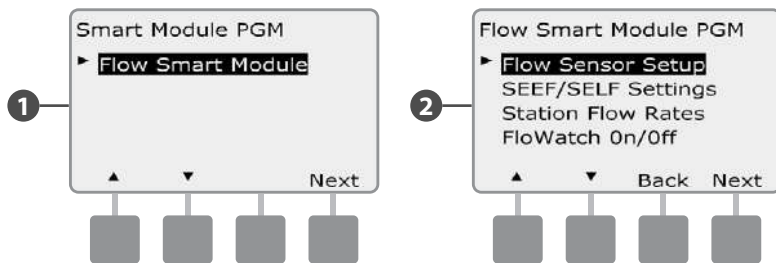 Smart Module PGM
► Flow Smart Module
▲ ▼ Next
1
Flow Smart Module PGM
► Flow Sensor Setup
SEEF/SELF Settings
Station Flow Rates
FloWatch On/Off
▲ ▼ Back Next
2